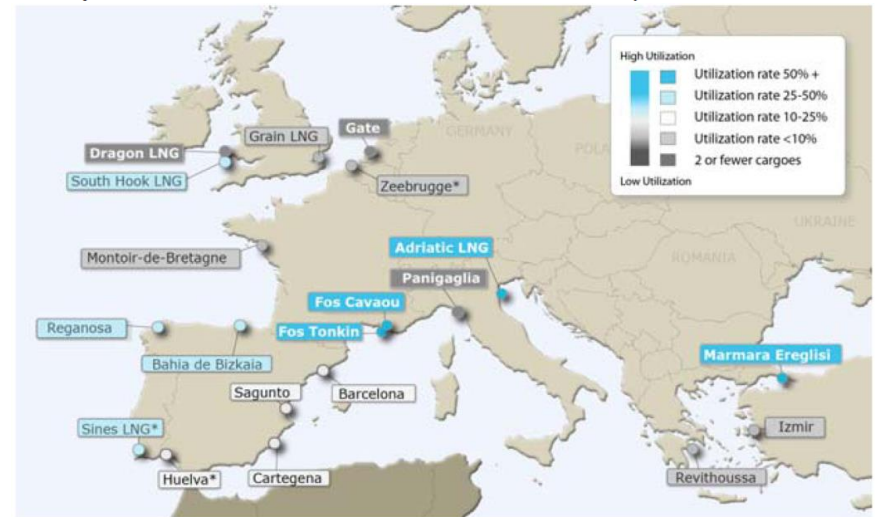 High Utilization
Utilization rate 50% +
Utilization rate 25-50%
Utilization rate 10-25%
Utilization rate <10%
2 or fewer cargoes
Low Utilization
Grain LNG
Gate
GERMANY
Dragon LNG
South Hook LNG
Zeebrugge*
UKRAINE
Montoir-de-Bretagne
Adriatic LNG
ROMANIA
Panigaglia
Fos Cavaou
Reganosa
Fos Tonkin
Bahia de Bizkaia
Marmara Ereglisi
Sagunto
Barcelona
Sines LNG*
Izmir
Huelva*
Cartegena
Revithoussa